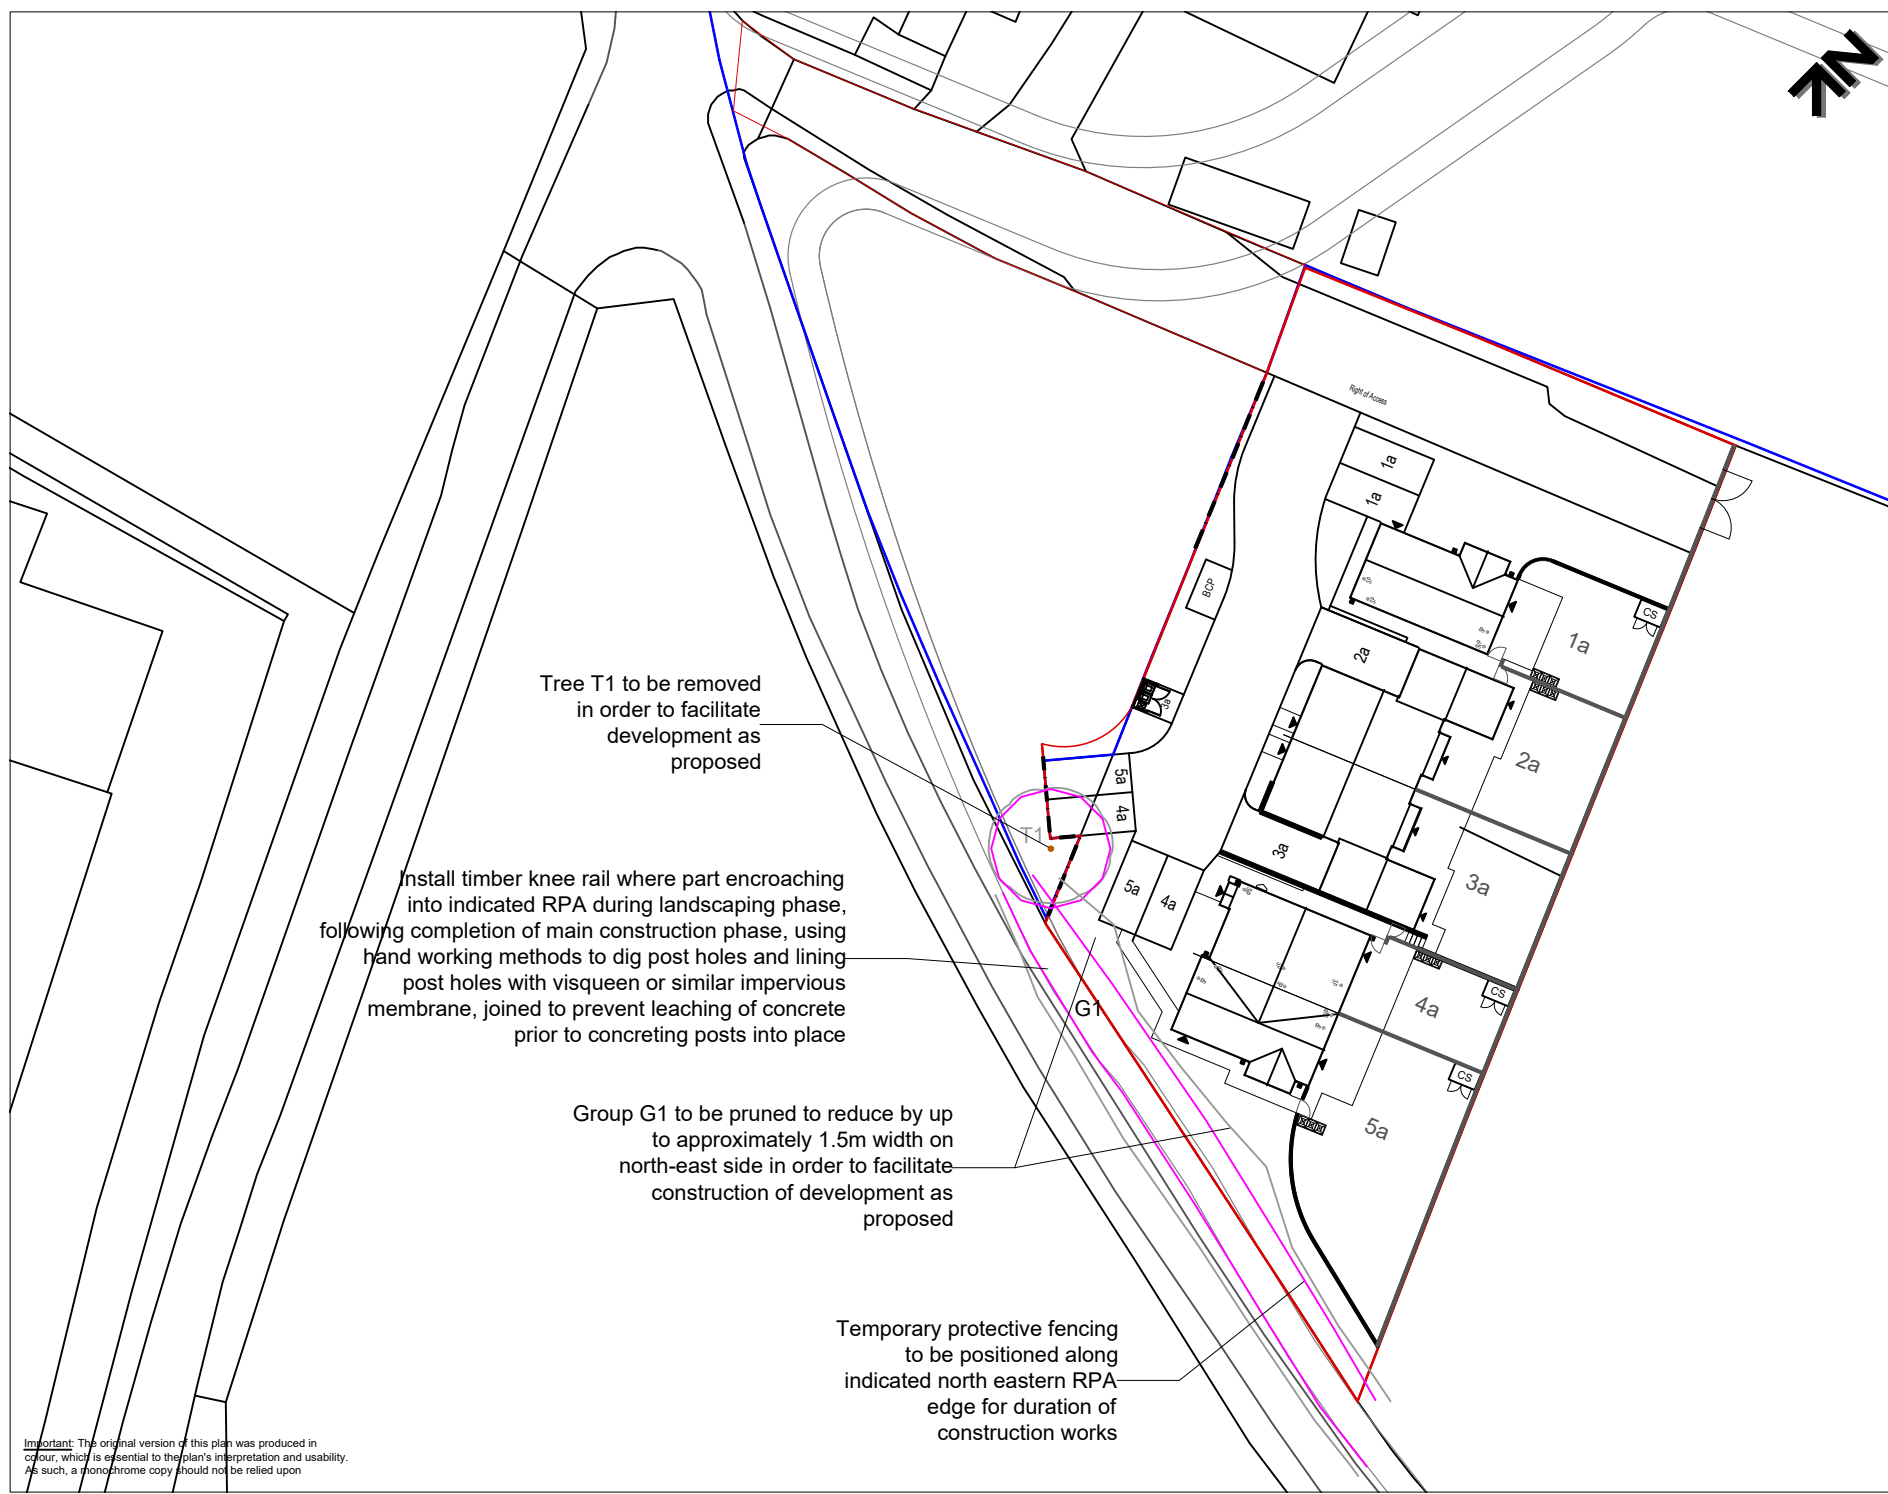 N
Right of Access
1a
1a
BCP
CS
1a
2a
3a
2a
Tree T1 to be removed
in order to facilitate
development as
proposed
5a
4a
T1
3a
3a
5a
4a
Install timber knee rail where part encroaching
into indicated RPA during landscaping phase,
following completion of main construction phase, using
hand working methods to dig post holes and lining
post holes with visqueen or similar impervious
membrane, joined to prevent leaching of concrete
prior to concreting posts into place
G1
CS
4a
CS
5a
Group G1 to be pruned to reduce by up
to approximately 1.5m width on
north-east side in order to facilitate
construction of development as
proposed
Temporary protective fencing
to be positioned along
indicated north eastern RPA
edge for duration of
construction works
Important: The original version of this plan was produced in
colour, which is essential to the plan's interpretation and usability.
As such, a monochrome copy should not be relied upon